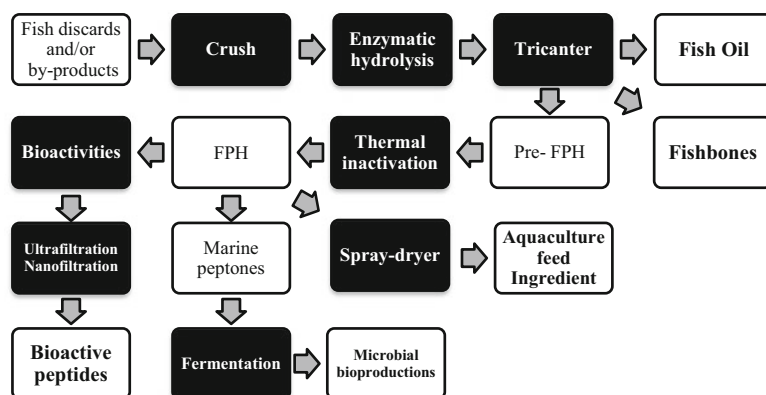 Fish discards
and/or
by-products
Crush
Enzymatic
hydrolysis
Tricanter
Fish Oil
Bioactivities
FPH
Thermal
inactivation
Pre- FPH
Fishbones
Ultrafiltration
Nanofiltration
Marine
peptones
Spray-dryer
Aquaculture
feed
Ingredient
Bioactive
peptides
Fermentation
Microbial
bioproductions